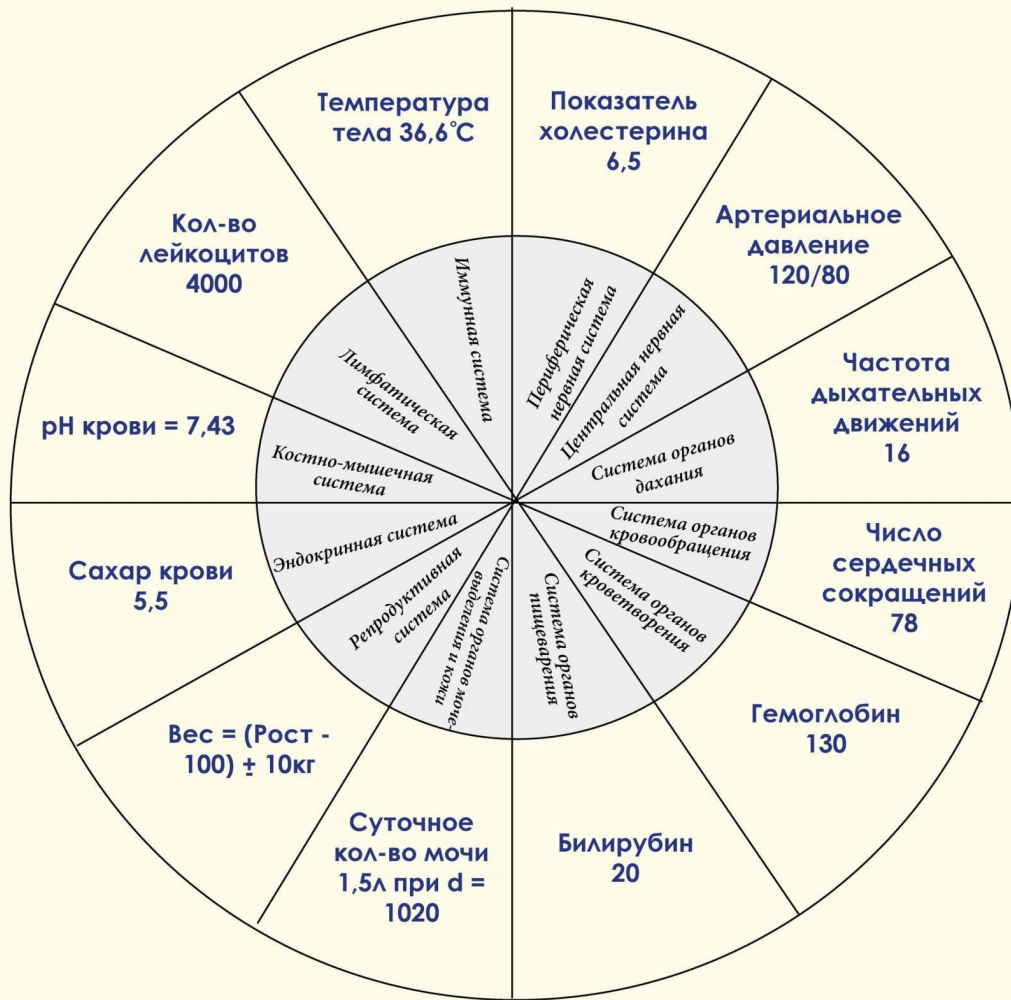 Показатель
холестерина
6,5
Артериальное
давление
120/80
Частота
дыхательных
движений
16
Число
сердечных
сокращений
78
Гемоглобин
130
Билирубин
20
Суточное
кол-во мочи
1,5л при d =
1020
Вес = (Рост -
100) ± 10кг
Сахар крови
5,5
pH крови = 7,43
Кол-во
лейкоцитов
4000
Температура
тела 36,6°С
Периферическая
нервная система
Центральная нервная
система
Система органов
дахания
Система органов
кровообращения
Система органов
кроветворения
Система органов
пищеварения
Система органов моче-
выделения и кожи
Репродуктивная
система
Эндокринная система
Костно-мышечная
система
Лимфатическая
система
Иммунная система